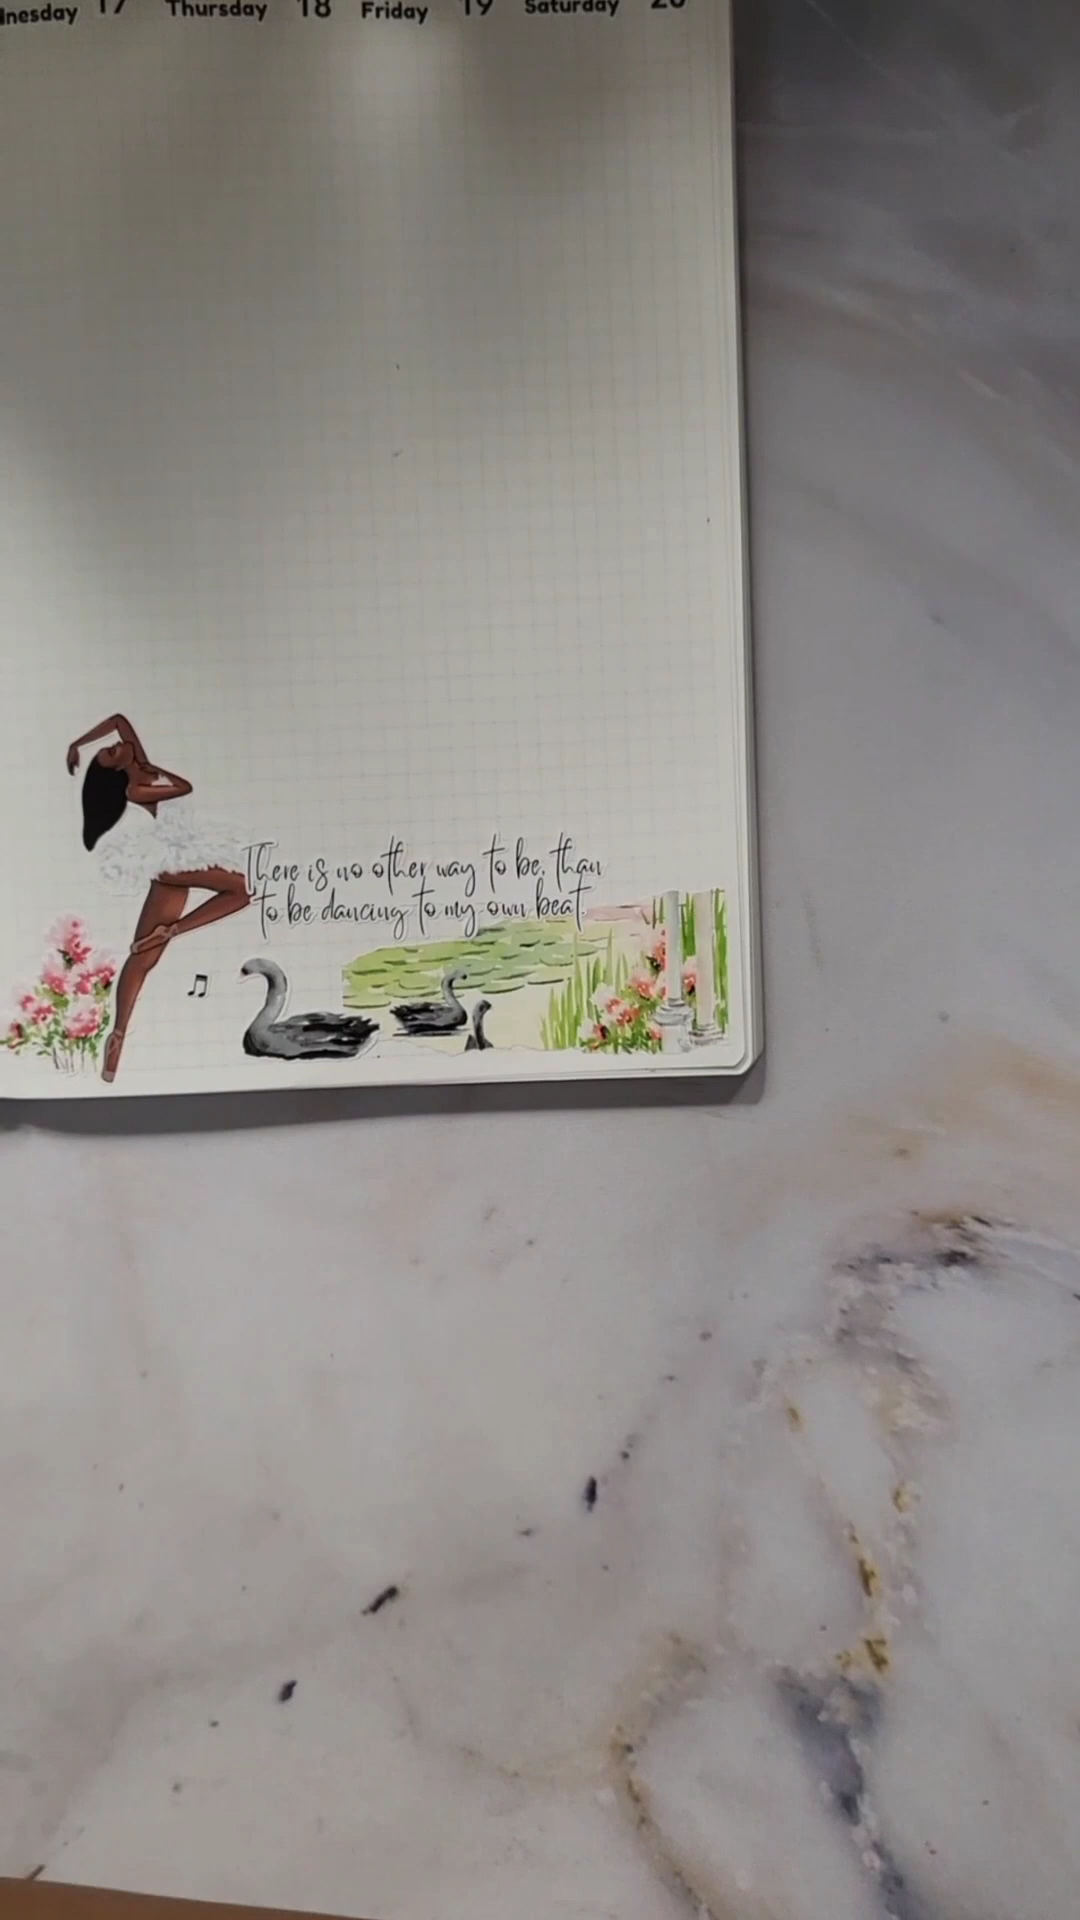 nesday 17 Thursday 18 Friday 19 Saturday 20
There is no other way to be, than
to be dancing to my own beat.